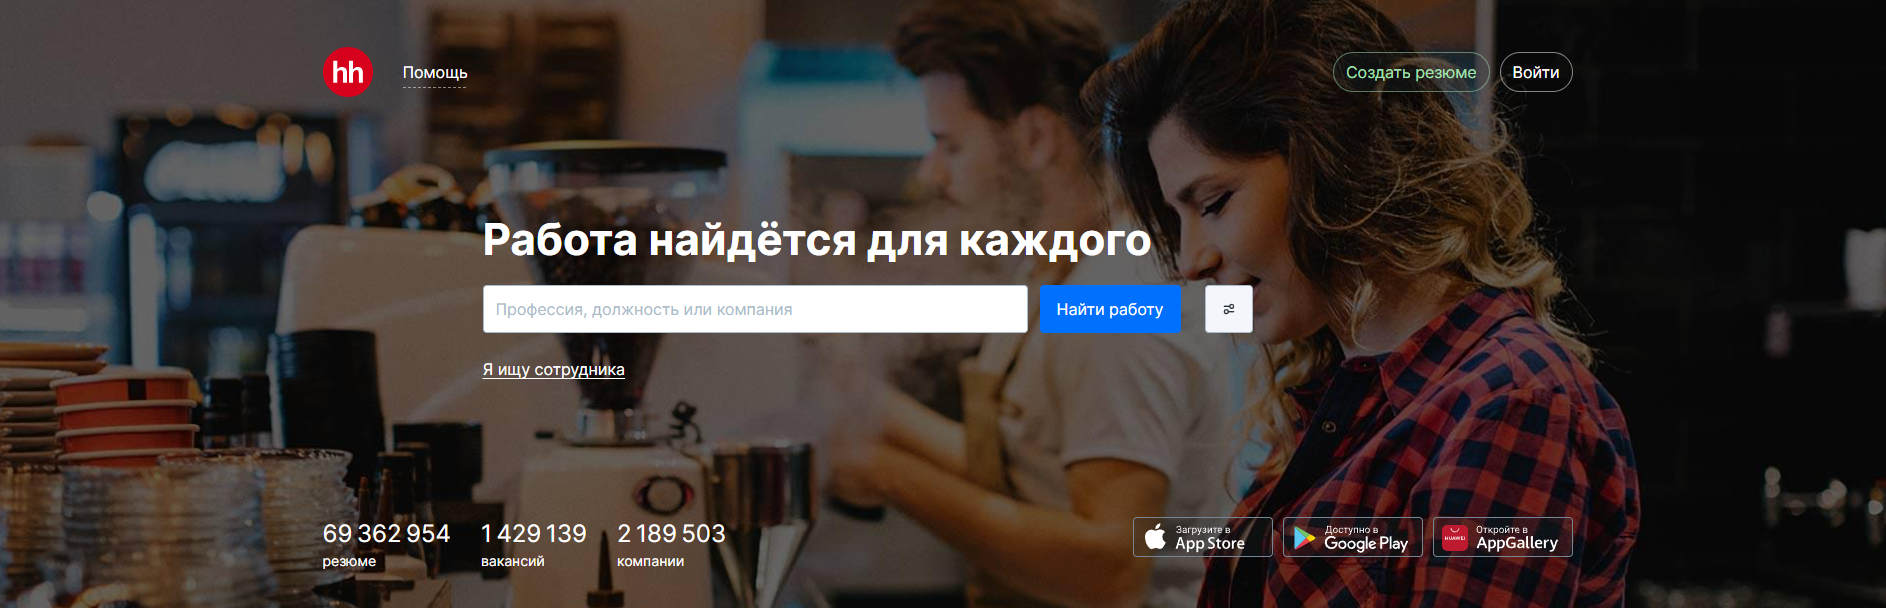 hh
Помощь
Создать резюме
Войти
Работа найдётся для каждого
Профессия, должность или компания
Найти работу
Я ищу сотрудника
69 362 954
резюме
1 429 139
вакансий
2 189 503
компании
Загрузите в
App Store
Доступно в
Google Play
HUAWEI
Откройте в
AppGallery